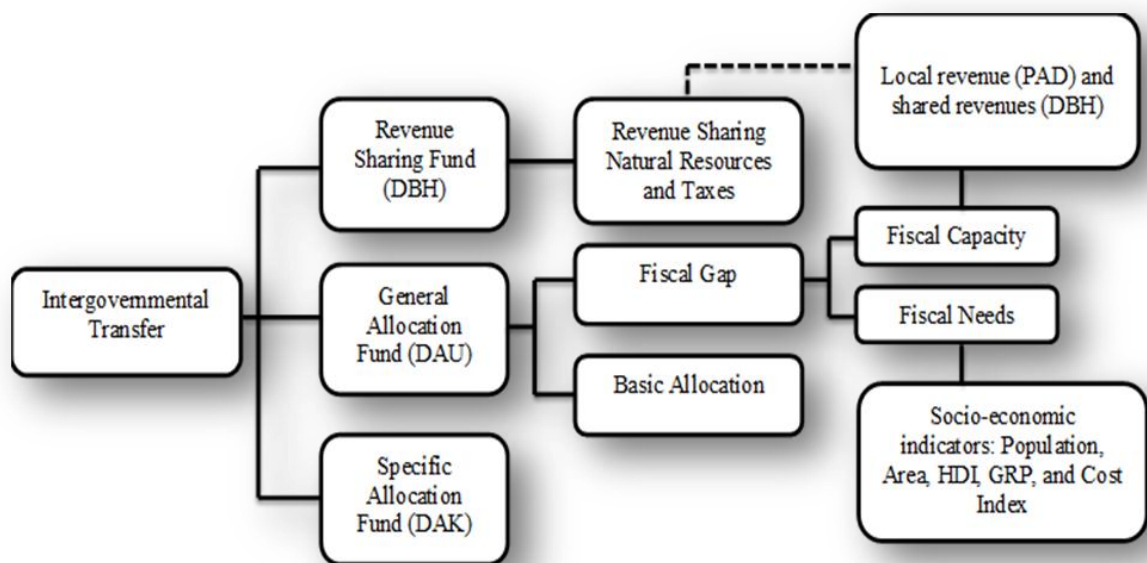 Intergovernmental
Transfer
Revenue
Sharing Fund
(DBH)
General
Allocation
Fund (DAU)
Specific
Allocation
Fund (DAK)
Revenue Sharing
Natural Resources
and Taxes
Fiscal Gap
Basic Allocation
Local revenue (PAD) and
shared revenues (DBH)
Fiscal Capacity
Fiscal Needs
Socio-economic
indicators: Population,
Area, HDI, GRP, and Cost
Index